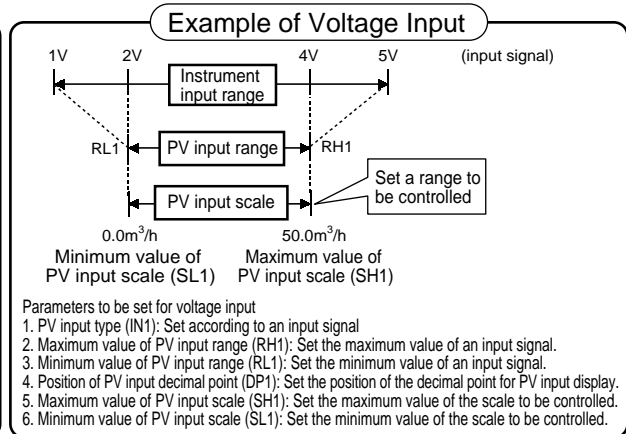 Example of Voltage Input
1V 2V 4V 5V (input signal)
Instrument
input range
RL1 PV input range RH1
PV input scale
Set a range to
be controlled
0.0m³/h 50.0m³/h
Minimum value of Maximum value of
PV input scale (SL1) PV input scale (SH1)
Parameters to be set for voltage input
1. PV input type (IN1): Set according to an input signal
2. Maximum value of PV input range (RH1): Set the maximum value of an input signal.
3. Minimum value of PV input range (RL1): Set the minimum value of an input signal.
4. Position of PV input decimal point (DP1): Set the position of the decimal point for PV input display.
5. Maximum value of PV input scale (SH1): Set the maximum value of the scale to be controlled.
6. Minimum value of PV input scale (SL1): Set the minimum value of the scale to be controlled.